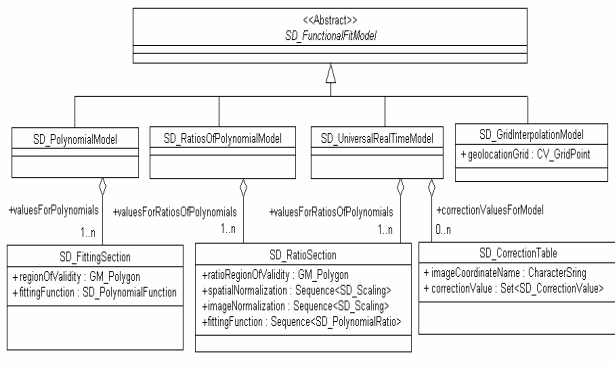 <<Abstract>>
SD_FunctionalFitModel
SD_PolynomialModel
SD_RatiosOfPolynomialModel
SD_UniversalRealTimeModel
SD_GridInterpolationModel
+ geolocationGrid : CV_GridPoint
+valuesForPolynomials
1..n
+valuesForRatiosOfPolynomials
1..n
+valuesForRatiosOfPolynomials
1..n
+correctionValuesForModel
0..n
SD_FittingSection
+ regionOfValidity : GM_Polygon
+ fittingFunction : SD_PolynomialFunction
SD_RatioSection
+ ratioRegionOfValidity : GM_Polygon
+ spatialNormalization : Sequence<SD_Scaling>
+ imageNormalization : Sequence<SD_Scaling>
+ fittingFunction : Sequence<SD_PolynomialRatio>
SD_CorrectionTable
+ imageCoordinateName : CharacterSring
+ correctionValue : Set<SD_CorrectionValue>